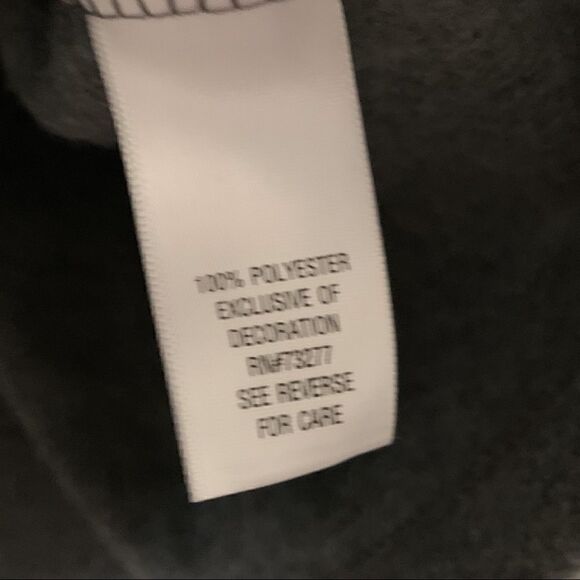 100% POLYESTER
EXCLUSIVE OF
DECORATION
RN#73277
SEE REVERSE
FOR CARE